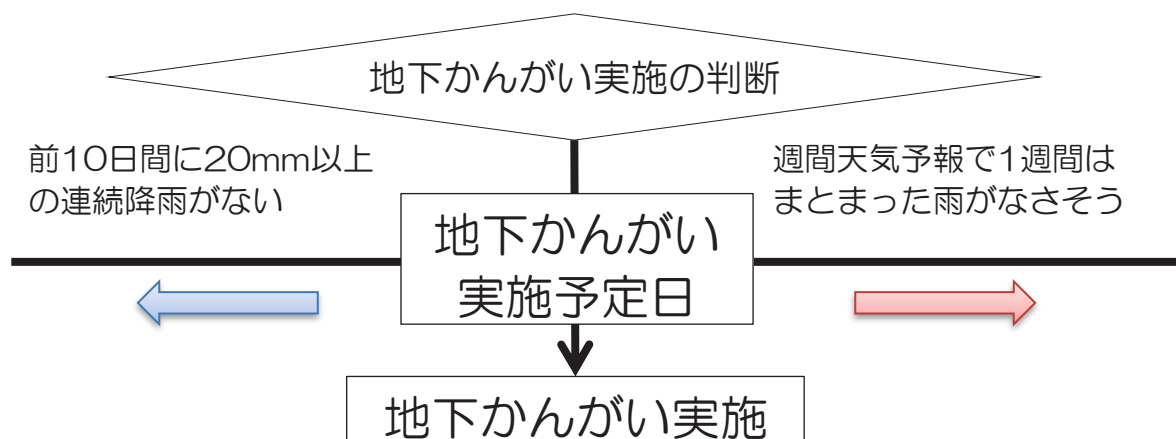 地下かんがい実施の判断
前10日間に20mm以上
の連続降雨がない
週間天気予報で1週間は
まとまった雨がなさそう
地下かんがい
実施予定日
地下かんがい実施